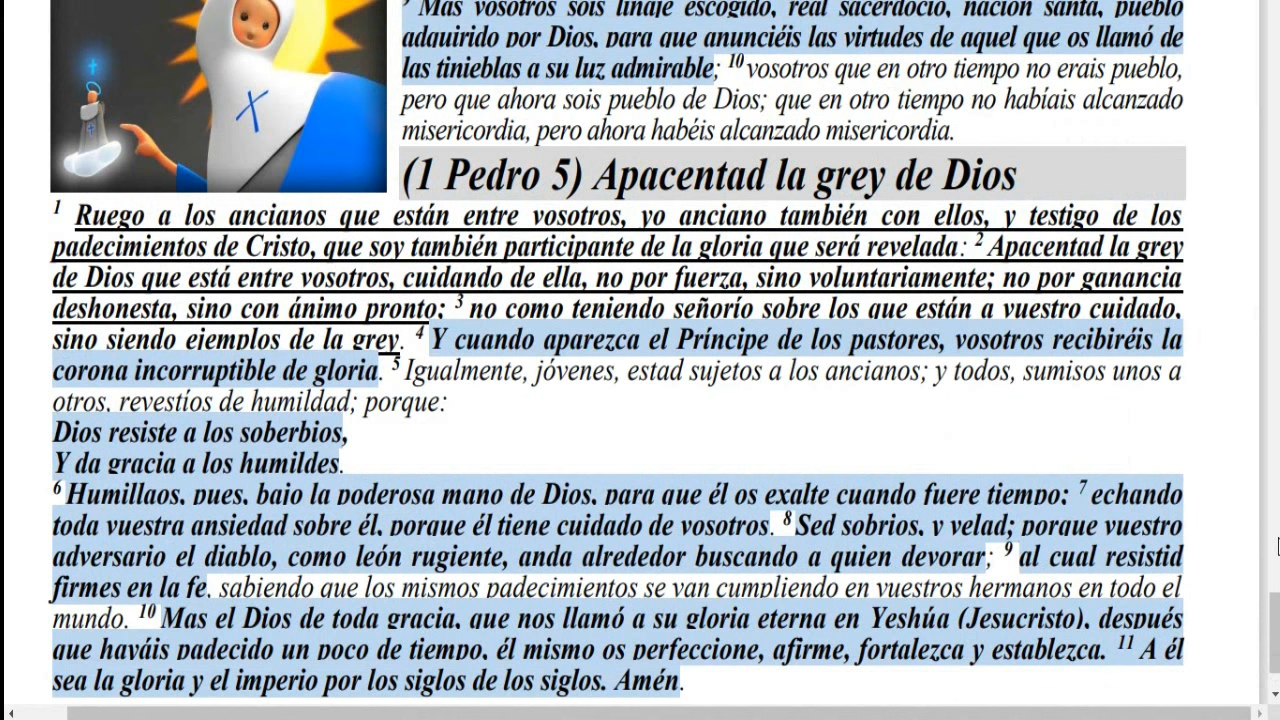 ⁹ Mas vosotros sois linaje escogido, real sacerdocio, nación santa, pueblo
adquirido por Dios, para que anunciéis las virtudes de aquel que os llamó de
las tinieblas a su luz admirable; ¹⁰ vosotros que en otro tiempo no erais pueblo,
pero que ahora sois pueblo de Dios; que en otro tiempo no habíais alcanzado
misericordia, pero ahora habéis alcanzado misericordia.
(1 Pedro 5) Apacentad la grey de Dios
¹ Ruego a los ancianos que están entre vosotros, yo anciano también con ellos, y testigo de los
padecimientos de Cristo, que soy también participante de la gloria que será revelada: ² Apacentad la grey
de Dios que está entre vosotros, cuidando de ella, no por fuerza, sino voluntariamente; no por ganancia
deshonesta, sino con ánimo pronto; ³ no como teniendo señorío sobre los que están a vuestro cuidado,
sino siendo ejemplos de la grey. ⁴ Y cuando aparezca el Príncipe de los pastores, vosotros recibiréis la
corona incorruptible de gloria. ⁵ Igualmente, jóvenes, estad sujetos a los ancianos; y todos, sumisos unos a
otros, revestíos de humildad; porque:
Dios resiste a los soberbios,
Y da gracia a los humildes.
⁶ Humillaos, pues, bajo la poderosa mano de Dios, para que él os exalte cuando fuere tiempo; ⁷ echando
toda vuestra ansiedad sobre él, porque él tiene cuidado de vosotros. ⁸ Sed sobrios, y velad; porque vuestro
adversario el diablo, como león rugiente, anda alrededor buscando a quien devorar; ⁹ al cual resistid
firmes en la fe, sabiendo que los mismos padecimientos se van cumpliendo en vuestros hermanos en todo el
mundo. ¹⁰ Mas el Dios de toda gracia, que nos llamó a su gloria eterna en Yeshúa (Jesucristo), después
que hayáis padecido un poco de tiempo, él mismo os perfeccione, afirme, fortalezca y establezca. ¹¹ A él
sea la gloria y el imperio por los siglos de los siglos. Amén.